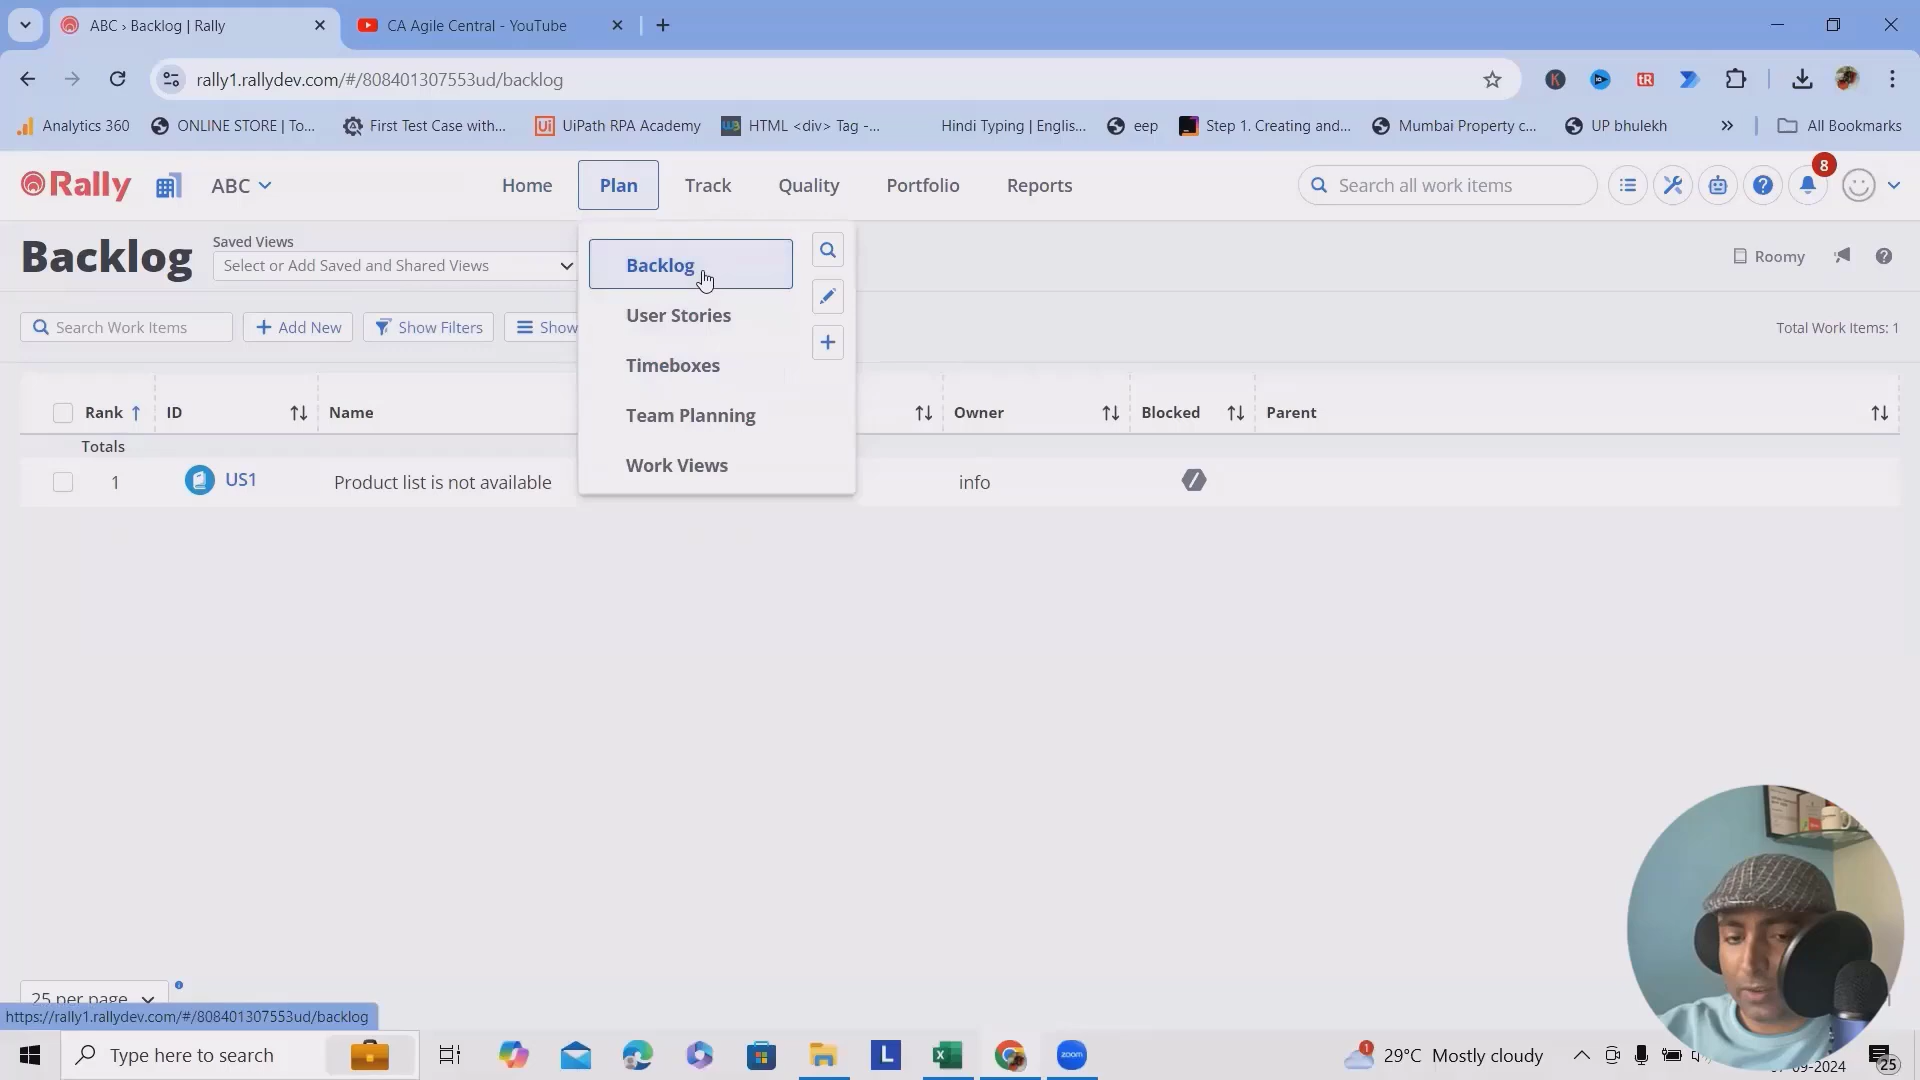 ABC › Backlog | Rally
CA Agile Central - YouTube
rally1.rallydev.com/#/808401307553ud/backlog
Analytics 360
ONLINE STORE | To...
First Test Case with...
UiPath RPA Academy
HTML <div> Tag -...
Hindi Typing | Englis...
eep
Step 1. Creating and...
Mumbai Property c...
UP bhulekh
All Bookmarks
Rally
ABC
Home
Plan
Track
Quality
Portfolio
Reports
Search all work items
8
Backlog
Saved Views
Select or Add Saved and Shared Views
Roomy
Backlog
User Stories
Timeboxes
Team Planning
Work Views
Search Work Items
Add New
Show Filters
Show
Total Work Items: 1
Rank
ID
Name
Owner
Blocked
Parent
Totals
1
US1
Product list is not available
info
25 per page
https://rally1.rallydev.com/#/808401307553ud/backlog
Type here to search
zoom
1
29°C Mostly cloudy
25